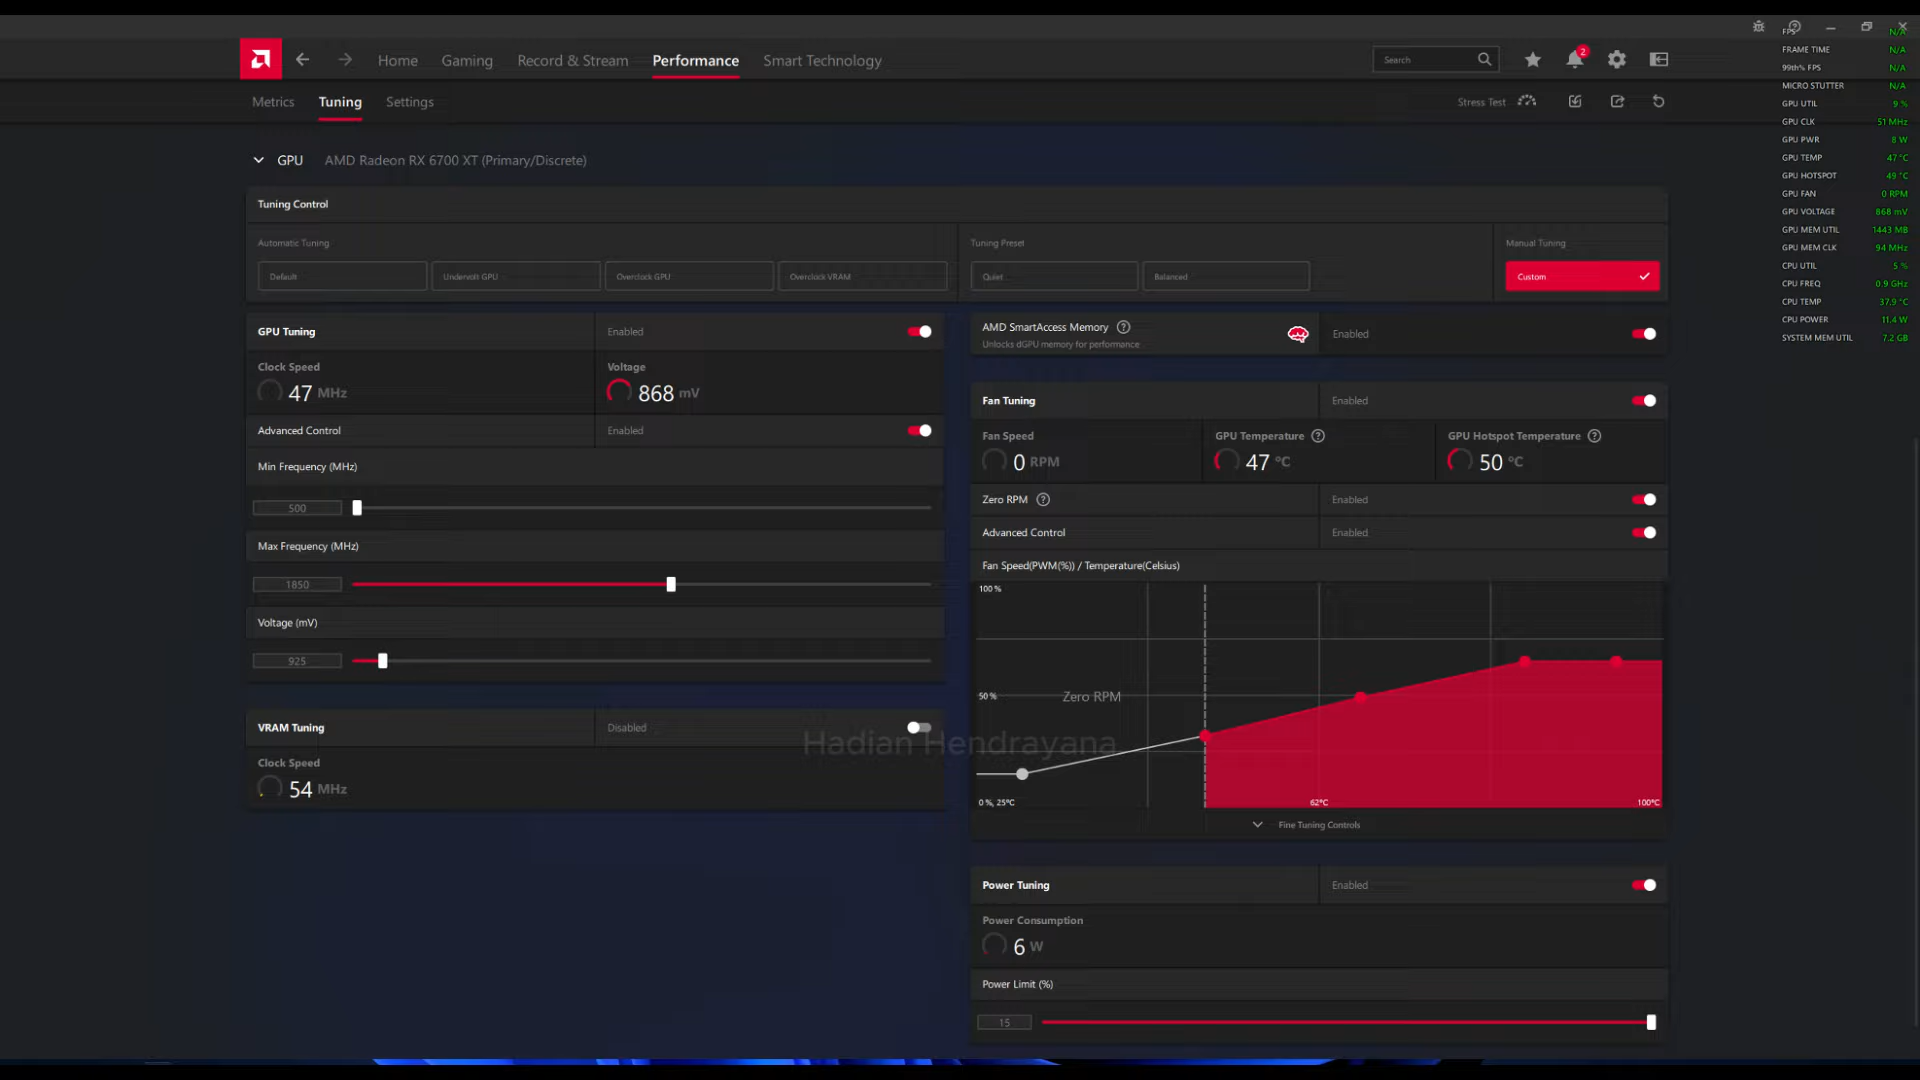 Home Gaming Record & Stream Performance Smart Technology Search 2
Metrics Tuning Settings Stress Test
GPU AMD Radeon RX 6700 XT (Primary/Discrete)
Tuning Control
Automatic Tuning
Default Undervolt GPU Overclock GPU Overclock VRAM
Tuning Preset
Quiet Balanced
Manual Tuning
Custom
GPU Tuning Enabled
Clock Speed
47 MHz
Voltage
868 mV
Advanced Control Enabled
Min Frequency (MHz)
500
Max Frequency (MHz)
1850
Voltage (mV)
925
VRAM Tuning Disabled
Clock Speed
54 MHz
AMD SmartAccess Memory Enabled
Unlocks dGPU memory for performance
Fan Tuning Enabled
Fan Speed
0 RPM
GPU Temperature
47 °C
GPU Hotspot Temperature
50 °C
Zero RPM Enabled
Advanced Control Enabled
Fan Speed(PWM(%)) / Temperature(Celsius)
100 %
50 %
Zero RPM
0 %, 25°C 62°C 100°C
Fine Tuning Controls
Power Tuning Enabled
Power Consumption
6 W
Power Limit (%)
15
Hadian Hendrayana
FPS N/A
FRAME TIME N/A
99th% FPS N/A
MICRO STUTTER N/A
GPU UTIL 9 %
GPU CLK 51 MHz
GPU PWR 8 W
GPU TEMP 47 °C
GPU HOTSPOT 49 °C
GPU FAN 0 RPM
GPU VOLTAGE 868 mV
GPU MEM UTIL 1443 MB
GPU MEM CLK 94 MHz
CPU UTIL 5 %
CPU FREQ 0.9 GHz
CPU TEMP 37.9 °C
CPU POWER 11.4 W
SYSTEM MEM UTIL 7.2 GB